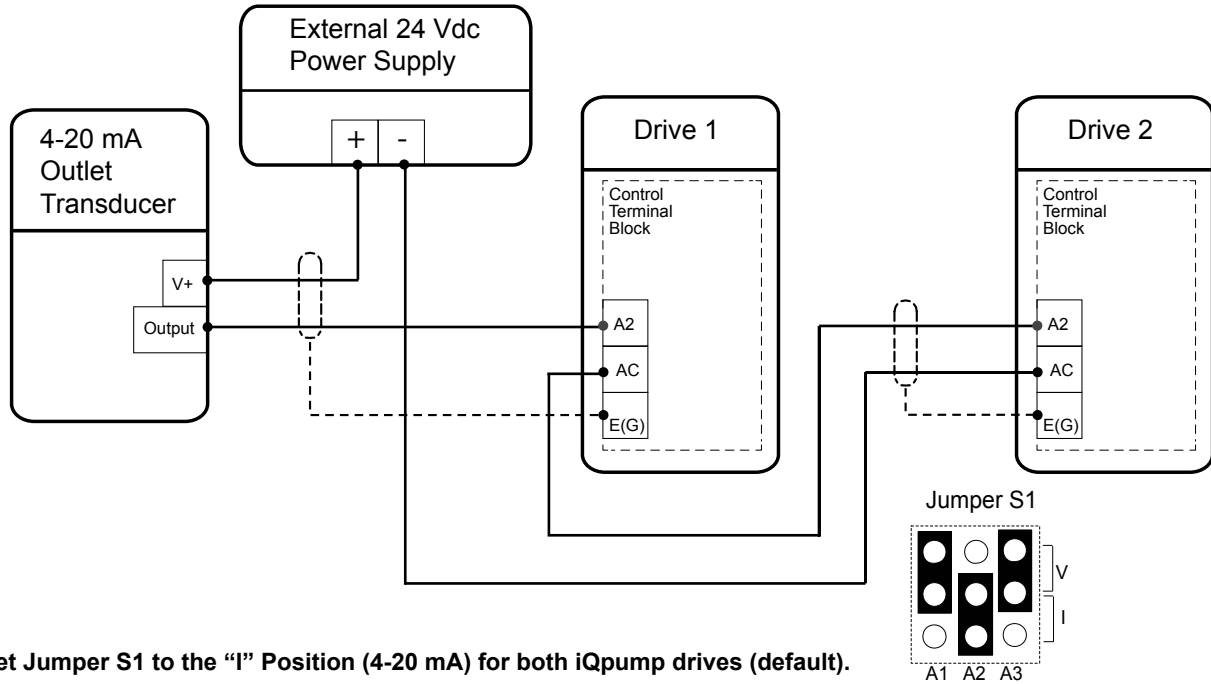 External 24 Vdc
Power Supply
+ -
4-20 mA
Outlet
Transducer
V+
Output
Drive 1
Control
Terminal
Block
A2
AC
E(G)
Drive 2
Control
Terminal
Block
A2
AC
E(G)
Jumper S1
V
I
A1 A2 A3
et Jumper S1 to the “I” Position (4-20 mA) for both iQpump drives (default).